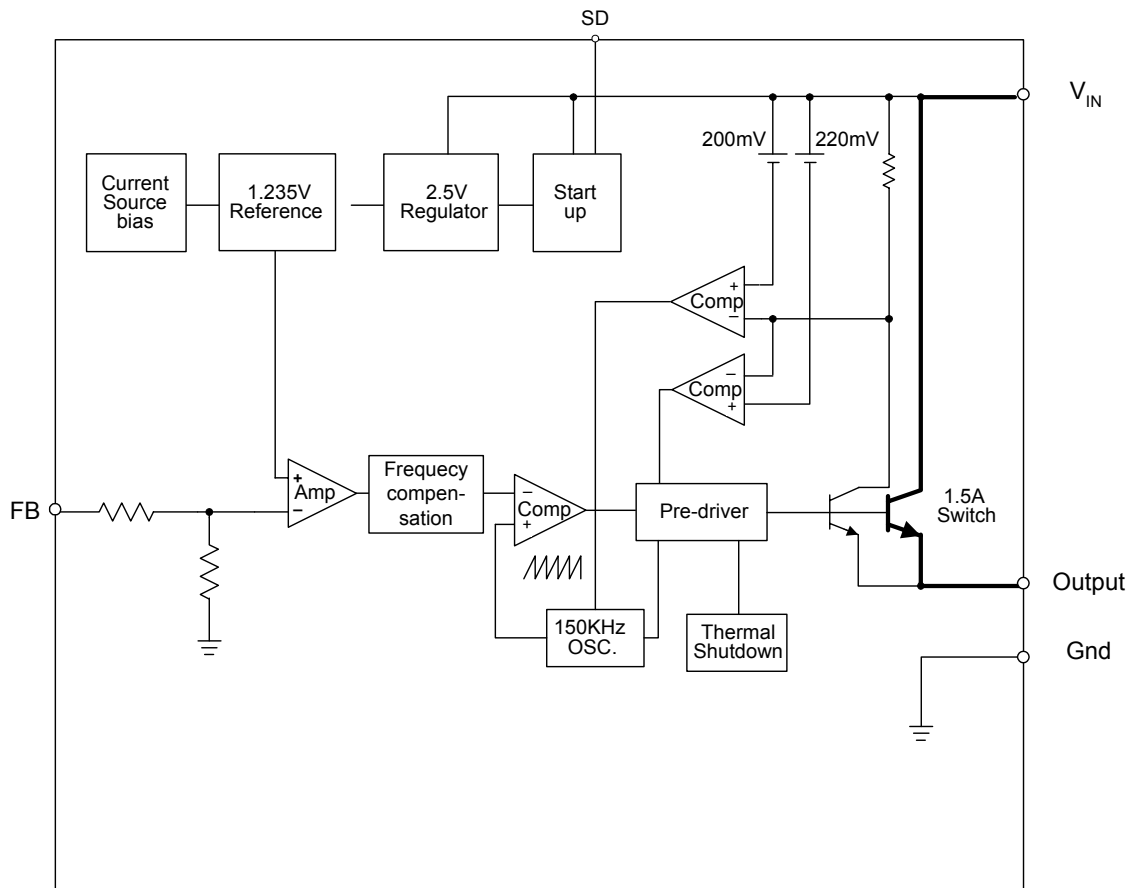 SD
V_IN
200mV
220mV
Current
Source
bias
1.235V
Reference
2.5V
Regulator
Start
up
+
Comp
−
−
Comp
+
FB
+
Amp
−
Frequecy
compen-
sation
−
Comp
+
Pre-driver
1.5A
Switch
Output
150KHz
OSC.
Thermal
Shutdown
Gnd